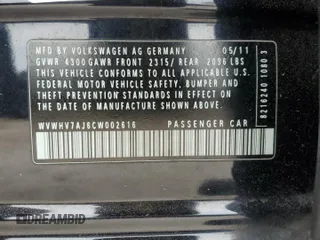 MFD. BY VOLKSWAGEN AG GERMANY 05/11
GVWR 4300 GAWR FRONT 2315/ REAR 2096 LBS
THIS VEHICLE CONFORMS TO ALL APPLICABLE U.S.
FEDERAL MOTOR VEHICLE SAFETY, BUMPER AND
THEFT PREVENTION STANDARDS IN EFFECT ON
THE DATE OF MANUFACTURE SHOWN ABOVE.
WVWHV7AJ6CW002616 PASSENGER CAR
8216240 1080 3
DREAMBID